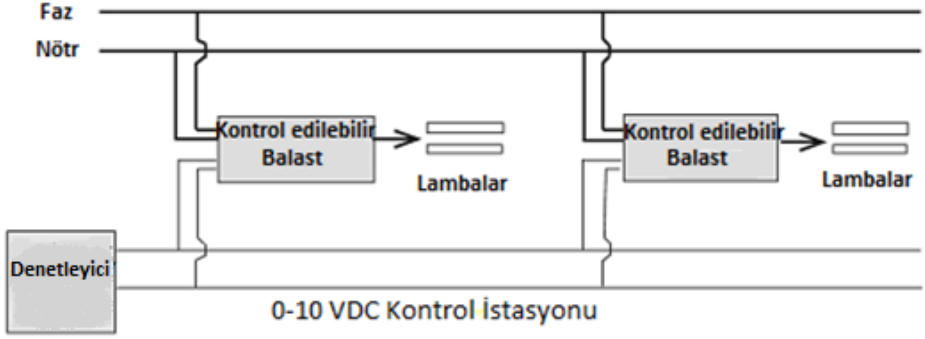 Faz
Nötr
Kontrol edilebilir
Balast
Lambalar
Kontrol edilebilir
Balast
Lambalar
Denetleyici
0-10 VDC Kontrol İstasyonu